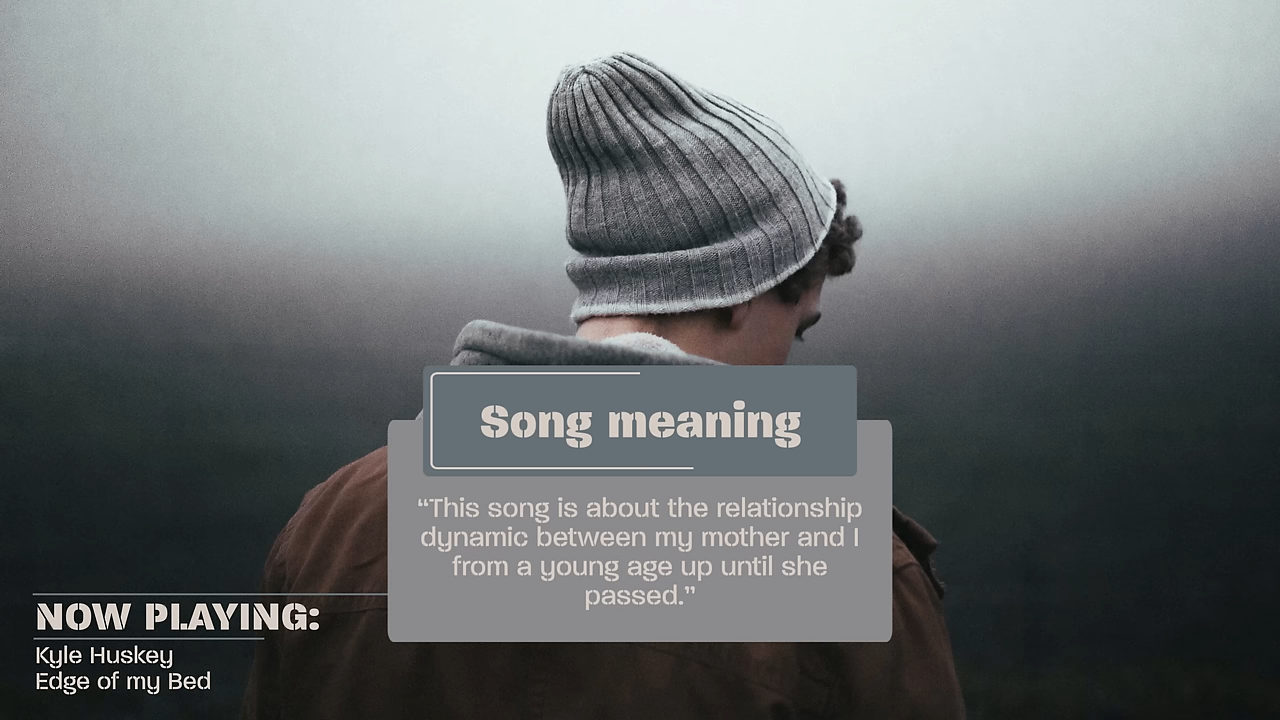 Song meaning
“This song is about the relationship
dynamic between my mother and I
from a young age up until she
passed.”
NOW PLAYING:
Kyle Huskey
Edge of my Bed